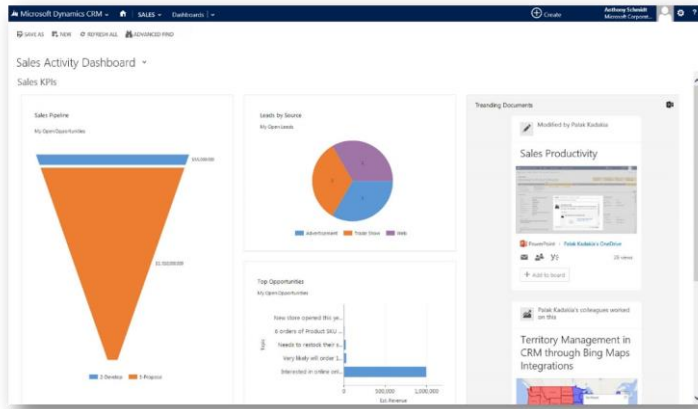 Microsoft Dynamics CRM
SALES
Dashboards
Create
Anthony Schmidt
Microsoft Corporat...
SAVE AS
NEW
REFRESH ALL
ADVANCED FIND
Sales Activity Dashboard
Sales KPIs
Sales Pipeline
My Open Opportunities
2-Develop
3-Propose
Leads by Source
My Open Leads
Advertisement
Trade Show
Web
Top Opportunities
My Open Opportunities
New store opened this ye...
6 orders of Product SKU ...
Needs to restock their s...
Very likely will order 1...
Interested in online onl...
Topic
0
500,000
1,000,000
Est. Revenue
Trending Documents
Modified by Palak Kadakia
Sales Productivity
PowerPoint - Palak Kadakia's OneDrive
20 views
+ Add to board
Palak Kadakia's colleagues worked
on this
Territory Management in
CRM through Bing Maps
Integrations